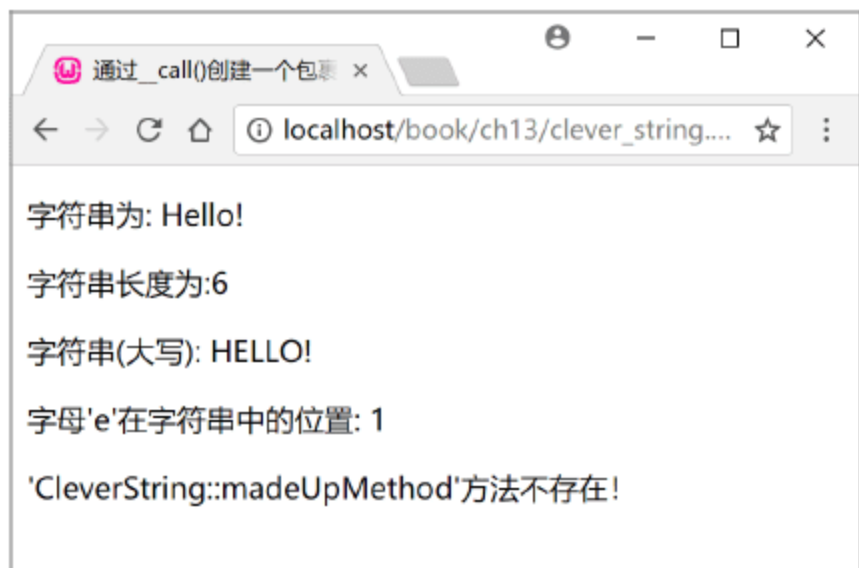 通过__call()创建一个包裹
localhost/book/ch13/clever_string....
字符串为: Hello!
字符串长度为:6
字符串(大写): HELLO!
字母'e'在字符串中的位置: 1
'CleverString::madeUpMethod'方法不存在!